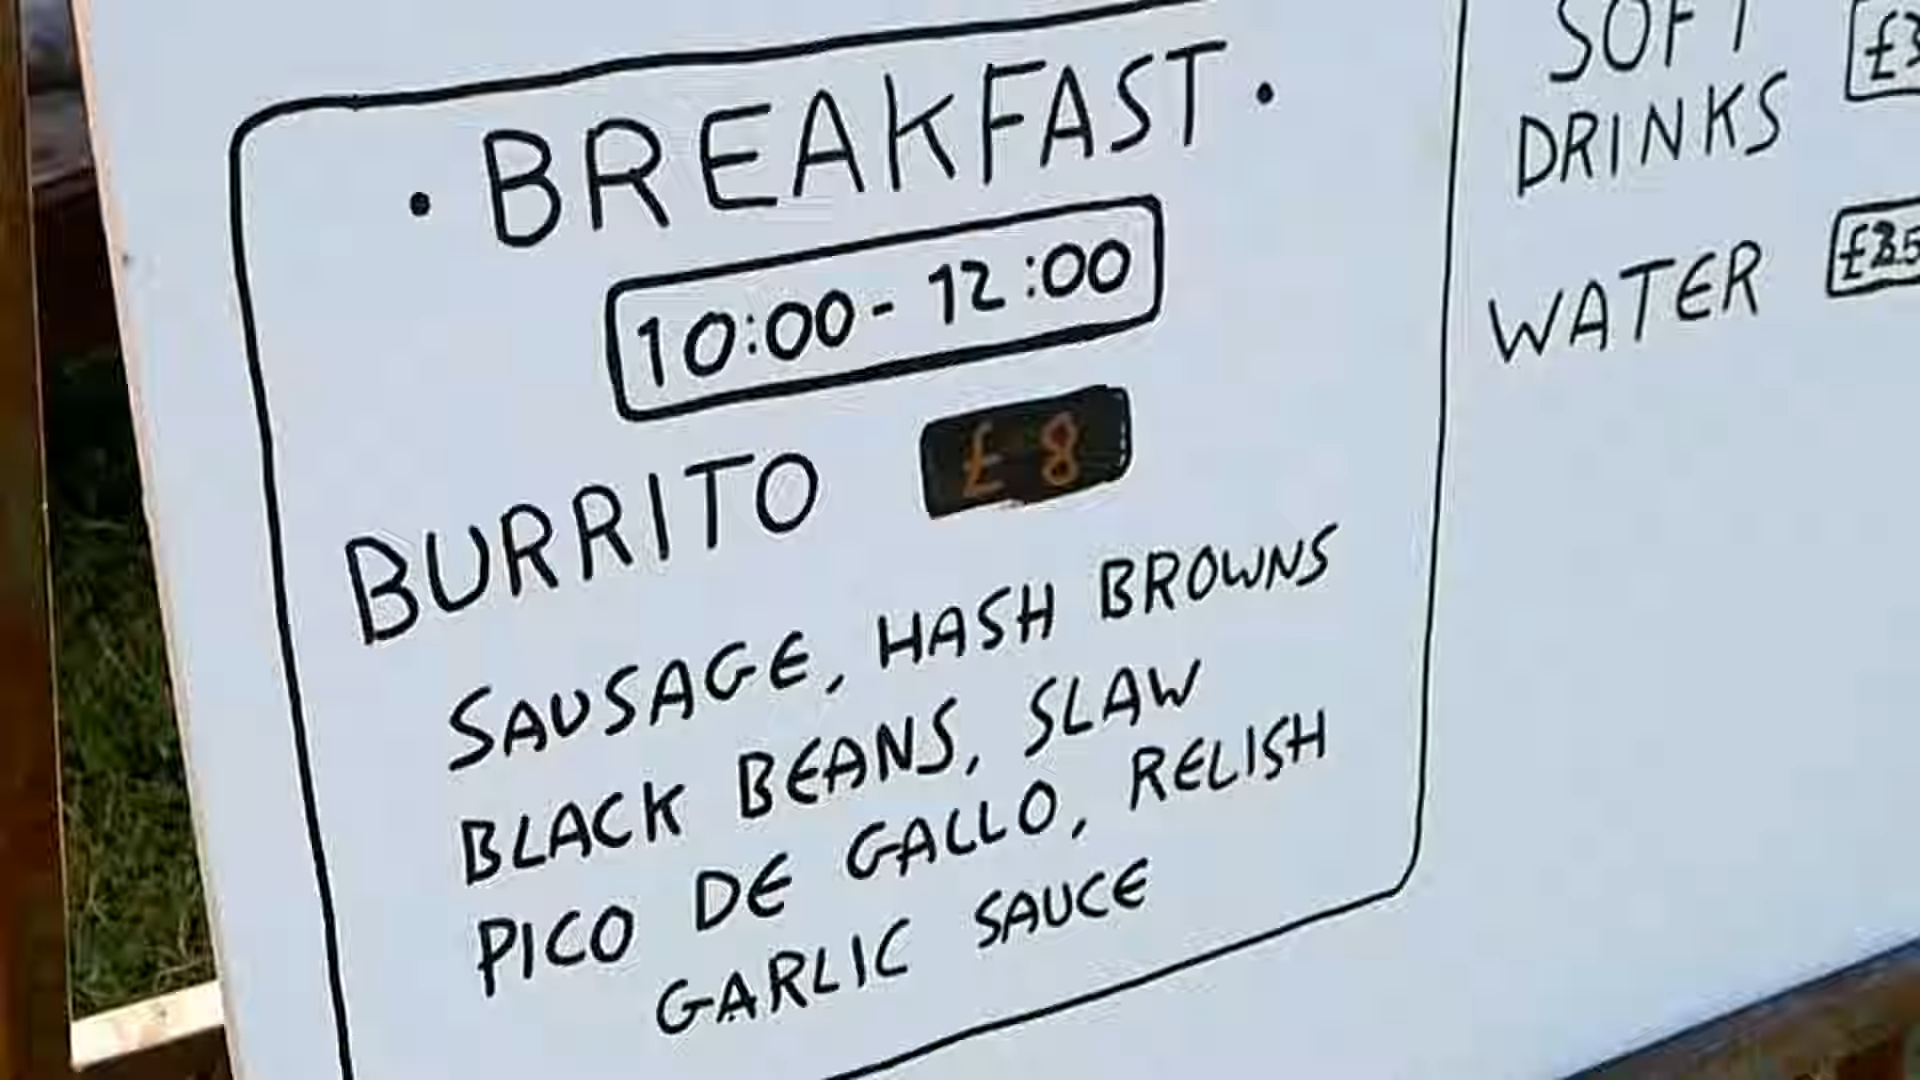 · BREAKFAST ·
10:00 - 12:00
BURRITO £8
SAUSAGE, HASH BROWNS
BLACK BEANS, SLAW
PICO DE GALLO, RELISH
GARLIC SAUCE
SOFT
DRINKS
WATER